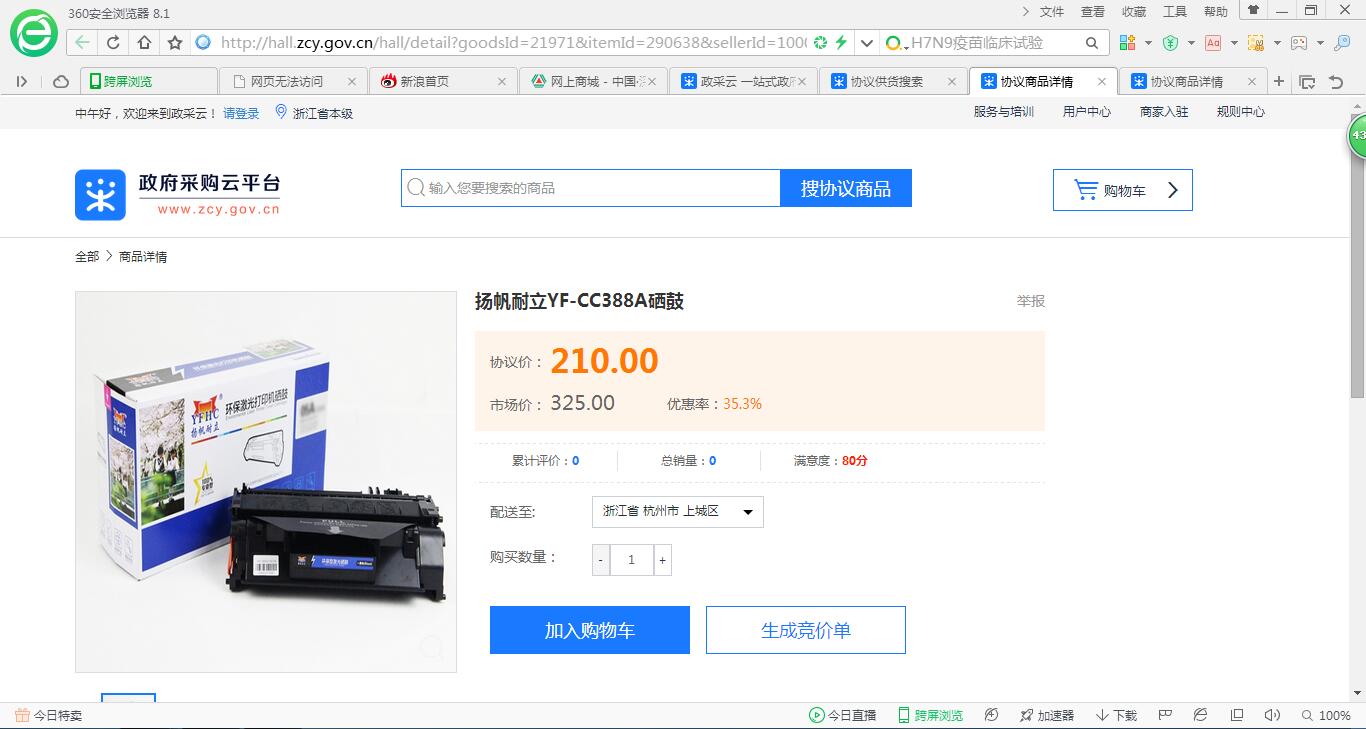 360安全浏览器 8.1
文件 查看 收藏 工具 帮助
http://hall.zcy.gov.cn/hall/detail?goodsId=21971&itemId=290638&sellerId=1000
H7N9疫苗临床试验
跨屏浏览
网页无法访问
新浪首页
网上商城 - 中国·
政采云 一站式政府
协议供货搜索
协议商品详情
协议商品详情
43
中午好，欢迎来到政采云！ 请登录 浙江省本级
服务与培训 用户中心 商家入驻 规则中心
政府采购云平台
www.zcy.gov.cn
输入您要搜索的商品
搜协议商品
购物车
全部 > 商品详情
扬帆耐立YF-CC388A硒鼓
举报
协议价： 210.00
市场价： 325.00 优惠率：35.3%
累计评价：0 总销量：0 满意度：80分
配送至: 浙江省 杭州市 上城区
购买数量： - 1 +
加入购物车 生成竞价单
YFHC
扬帆耐立
环保激光打印机硒鼓
100%
今日特卖
今日直播 跨屏浏览 加速器 下载 100%